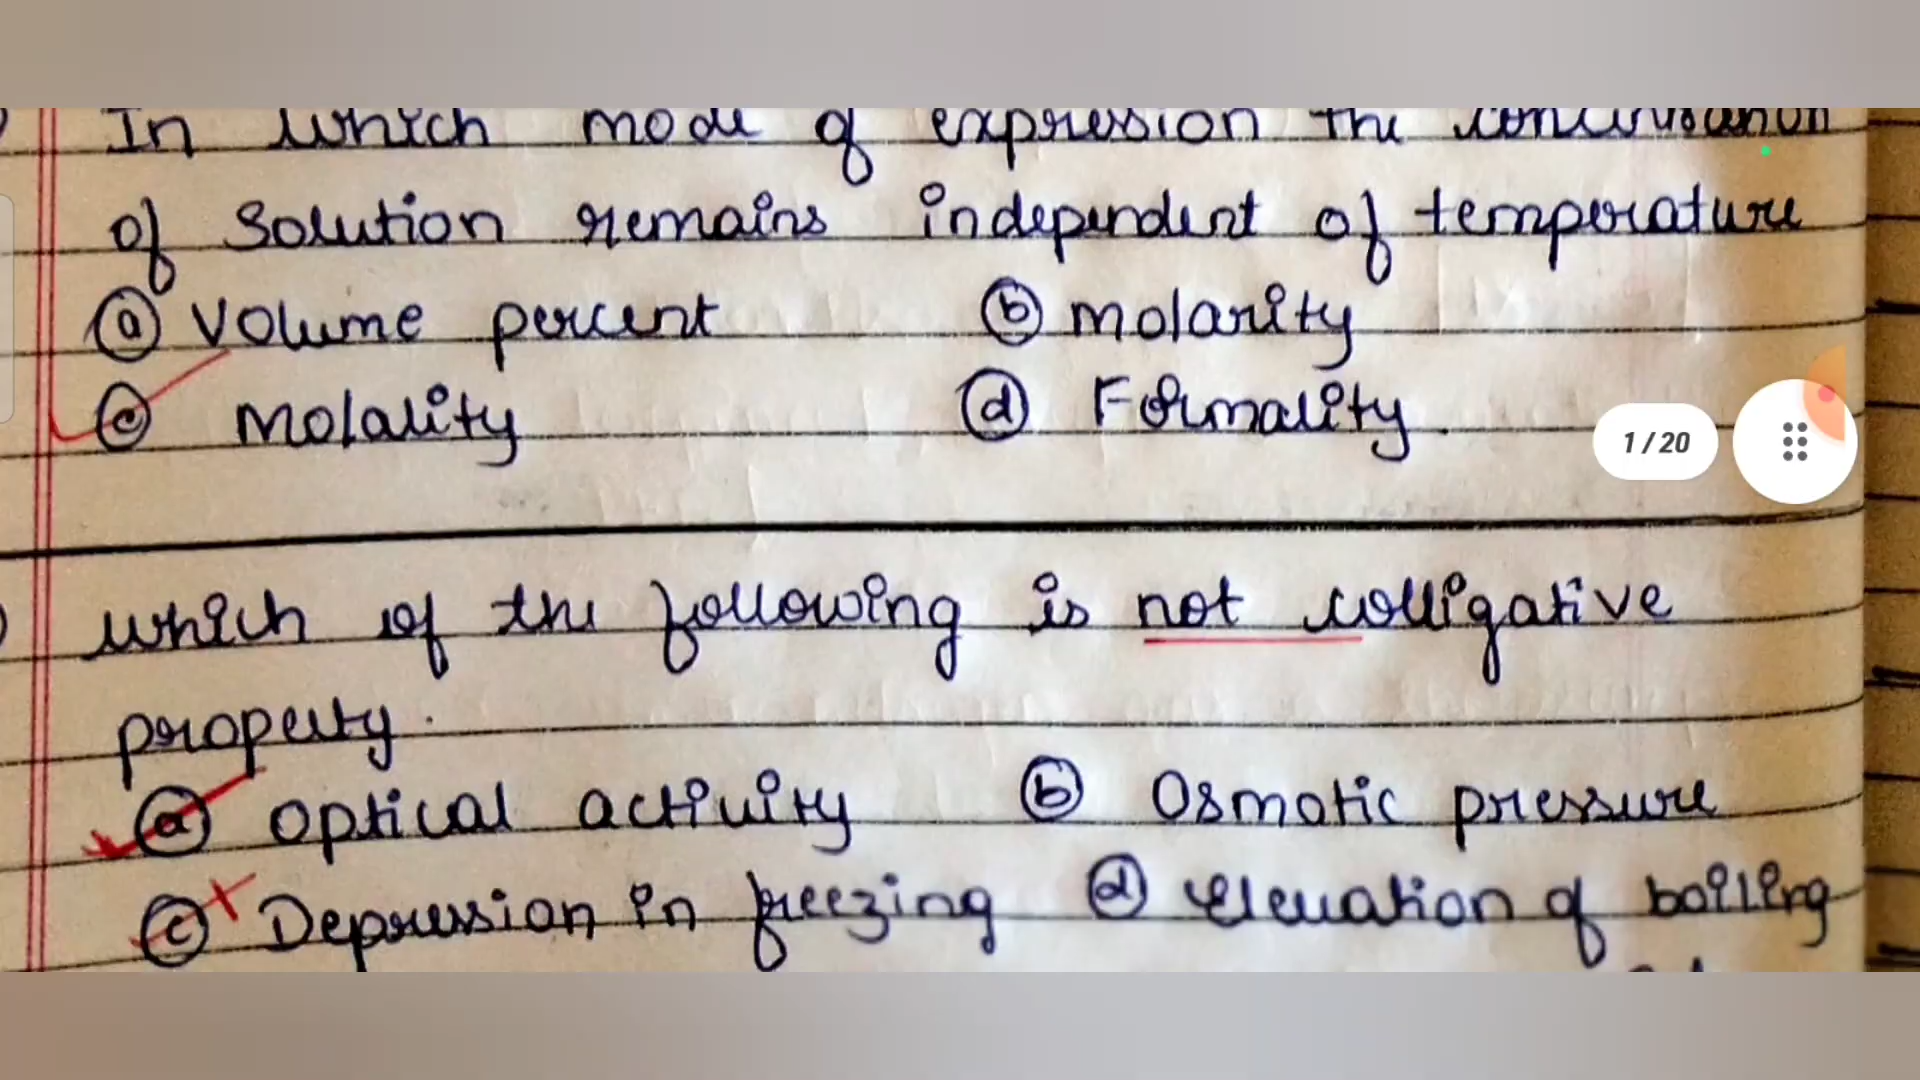 In which mode of expression the concentration
of solution remains independent of temperature
(a) Volume percent (b) molarity
(c) molality (d) Formality.
1 / 20
which of the following is not colligative
property.
(a) optical activity (b) Osmotic pressure
(c) Depression in freezing (d) elevation of boiling